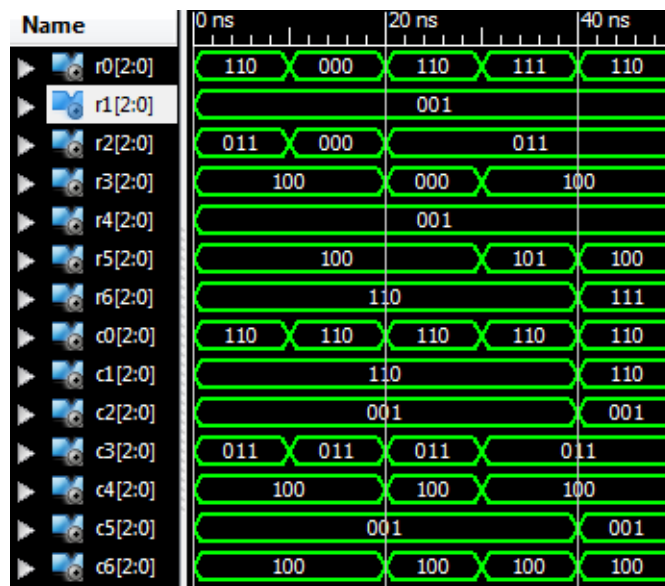 Name 0 ns 20 ns 40 ns
r0[2:0] 110 000 110 111 110
r1[2:0] 001
r2[2:0] 011 000 011
r3[2:0] 100 000 100
r4[2:0] 001
r5[2:0] 100 101 100
r6[2:0] 110 111
c0[2:0] 110 110 110 110 110
c1[2:0] 110 110
c2[2:0] 001 001
c3[2:0] 011 011 011 011
c4[2:0] 100 100 100
c5[2:0] 001 001
c6[2:0] 100 100 100 100